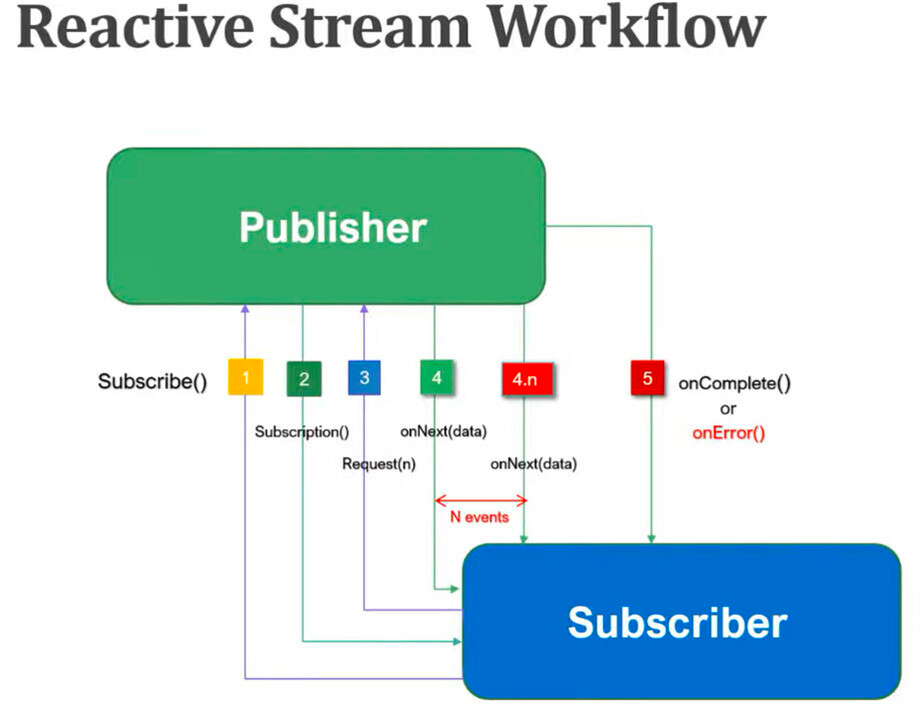 Reactive Stream Workflow
Publisher
Subscribe()
1
2
3
4
4.n
5
onComplete()
or
onError()
Subscription()
onNext(data)
Request(n)
onNext(data)
N events
Subscriber